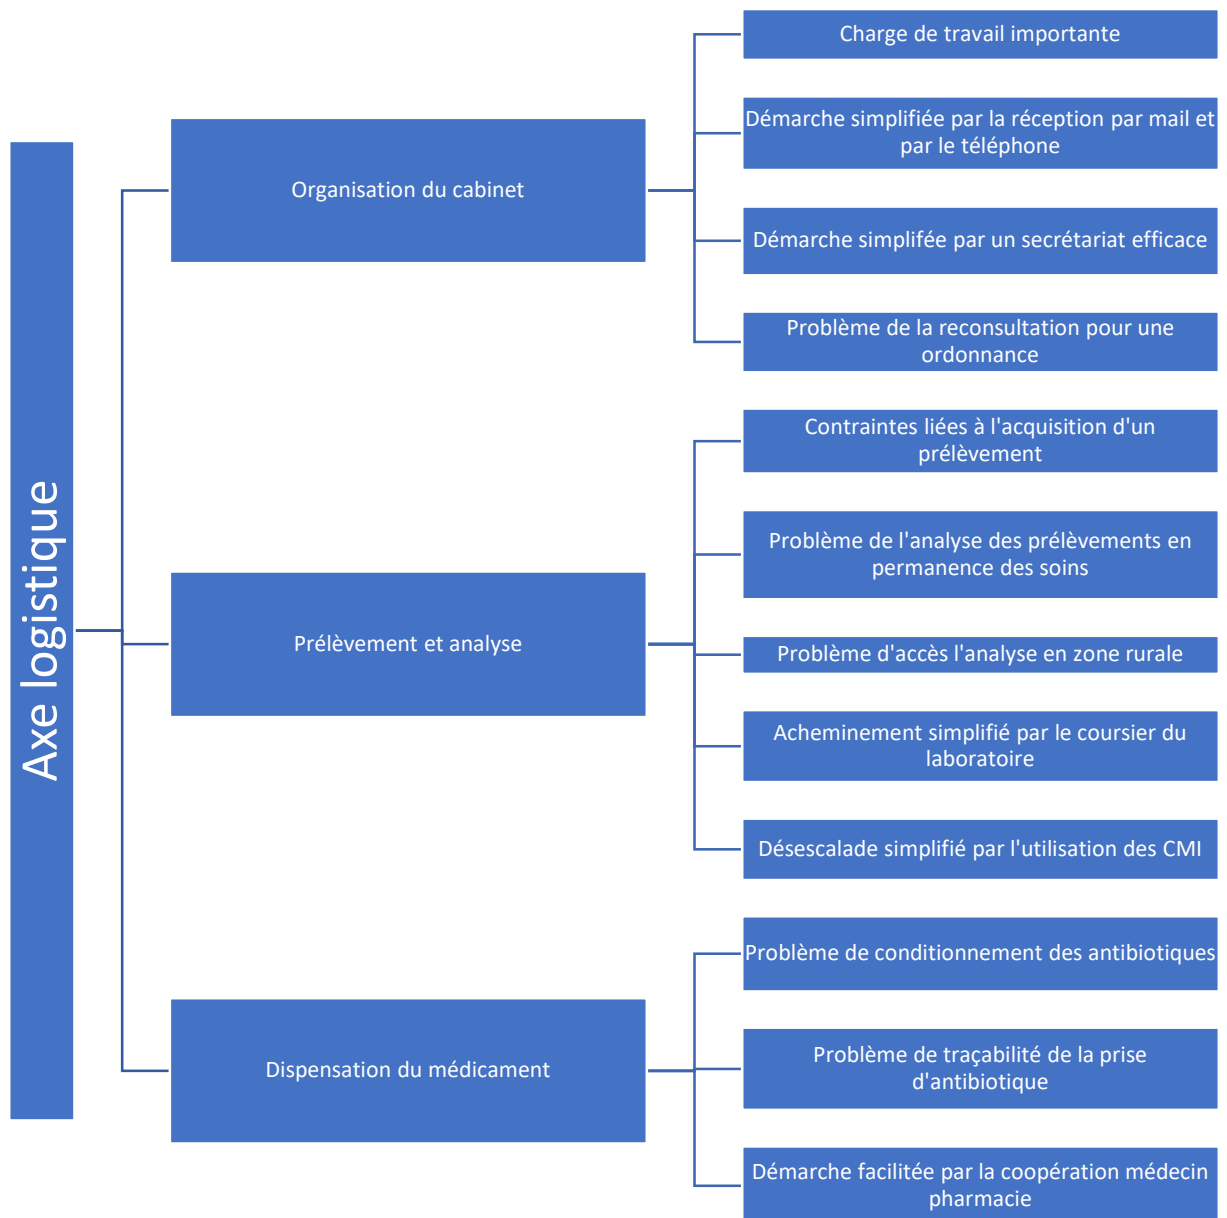 Axe logistique
Organisation du cabinet
Charge de travail importante
Démarche simplifiée par la réception par mail et
par le téléphone
Démarche simplifée par un secrétariat efficace
Problème de la reconsultation pour une
ordonnance
Prélèvement et analyse
Contraintes liées à l'acquisition d'un
prélèvement
Problème de l'analyse des prélèvements en
permanence des soins
Problème d'accès l'analyse en zone rurale
Acheminement simplifié par le coursier du
laboratoire
Désescalade simplifié par l'utilisation des CMI
Dispensation du médicament
Problème de conditionnement des antibiotiques
Problème de traçabilité de la prise
d'antibiotique
Démarche facilitée par la coopération médecin
pharmacie